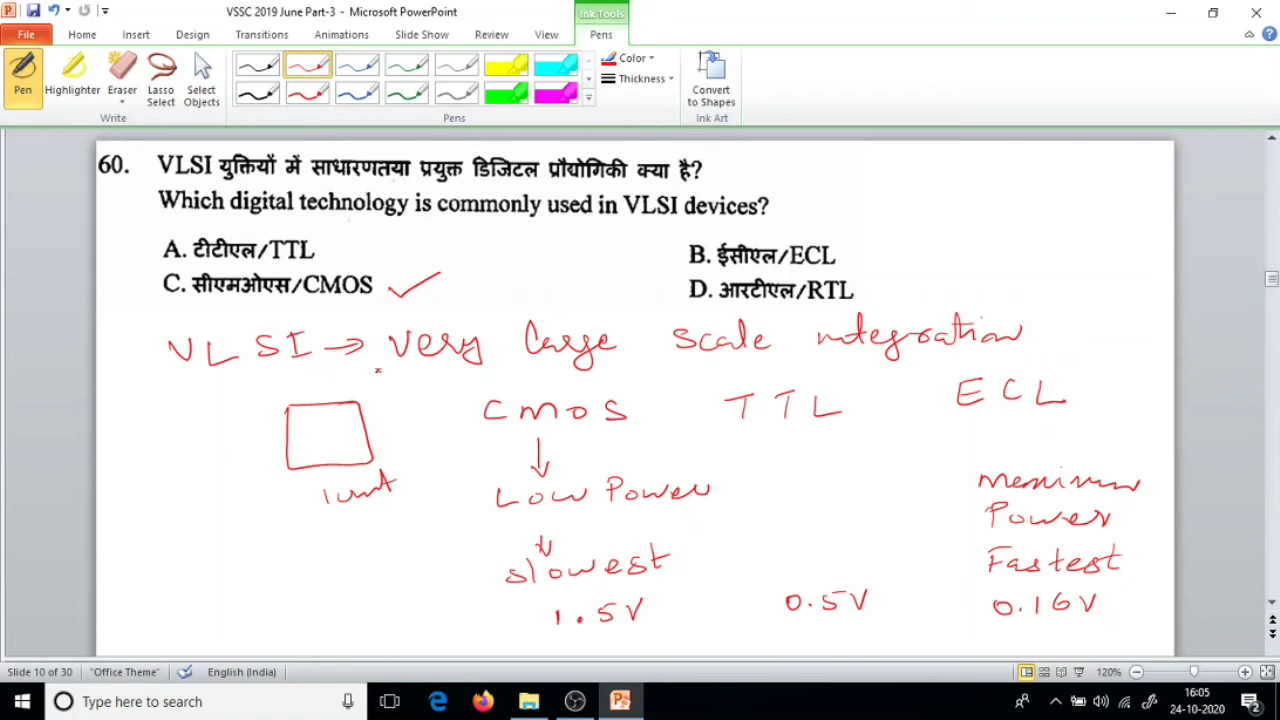 VSSC 2019 June Part-3 - Microsoft PowerPoint
Ink Tools
File Home Insert Design Transitions Animations Slide Show Review View Pens
Pen Highlighter Eraser Lasso Select Select Objects
Color
Thickness
Convert to Shapes
Write Pens Ink Art
60. VLSI युक्तियों में साधारणतया प्रयुक्त डिजिटल प्रौद्योगिकी क्या है?
Which digital technology is commonly used in VLSI devices?
A. टीटीएल/TTL B. ईसीएल/ECL
C. सीएमओएस/CMOS D. आरटीएल/RTL
VLSI → Very Large Scale integration
CMOS TTL ECL
1 unit Low Power
Power
slowest Fastest
1.5V 0.5V 0.16V
Slide 10 of 30 "Office Theme" English (India) 120%
Type here to search
16:05
24-10-2020
2